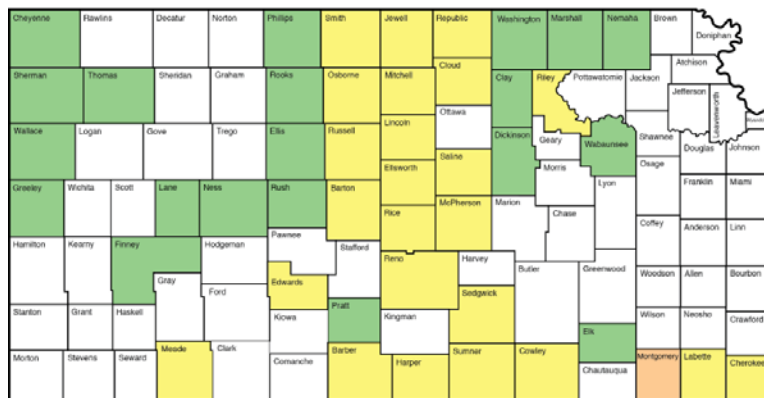 Cheyenne Rawlins Decatur Norton Phillips Smith Jewell Republic Washington Marshall Nemaha Brown Doniphan
Cloud Atchison
Sherman Thomas Sheridan Graham Rooks Osborne Mitchell Clay Riley Pottawatomie Jackson
Jefferson Leavenworth
Ottawa
Lincoln
Wallace Logan Gove Trego Ellis Russell Dickinson Geary Wabaunsee Shawnee Douglas Johnson
Saline
Ellsworth Morris Osage
Greeley Wichita Scott Lane Ness Rush Barton Lyon Franklin Miami
Rice McPherson Marion Chase
Coffey Anderson Linn
Pawnee
Hamilton Kearny Finney Hodgeman Stafford Reno Harvey Butler Greenwood Woodson Allen Bourbon
Gray Edwards
Ford Sedgwick
Stanton Grant Haskell Kiowa Pratt Kingman Elk Wilson Neosho Crawford
Morton Stevens Seward Meade Clark Comanche Barber Harper Sumner Cowley Chautauqua Montgomery Labette Cherokee